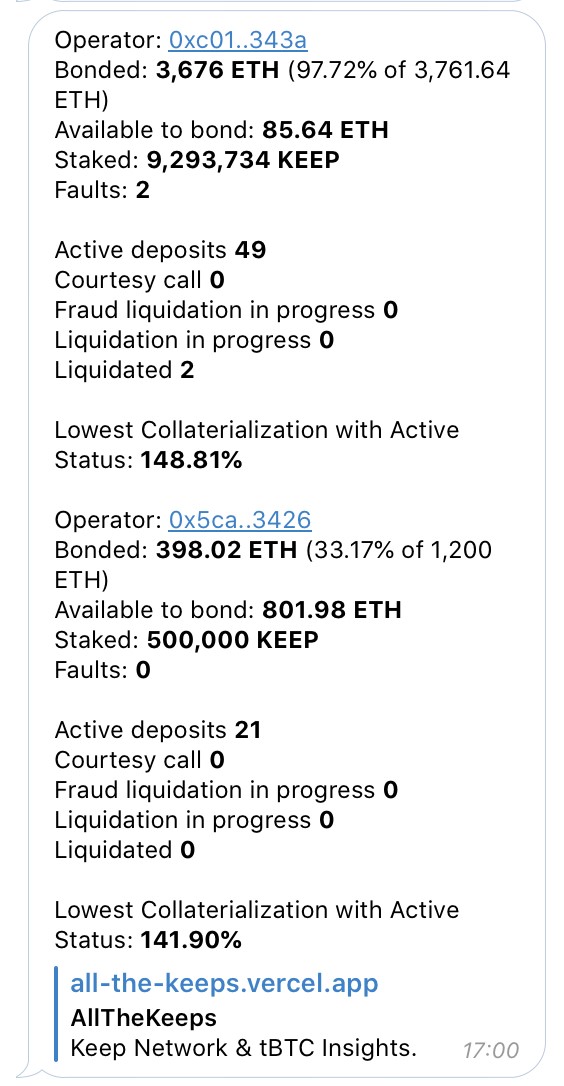 Operator: 0xc01..343a
Bonded: 3,676 ETH (97.72% of 3,761.64
ETH)
Available to bond: 85.64 ETH
Staked: 9,293,734 KEEP
Faults: 2
Active deposits 49
Courtesy call 0
Fraud liquidation in progress 0
Liquidation in progress 0
Liquidated 2
Lowest Collaterialization with Active
Status: 148.81%
Operator: 0x5ca..3426
Bonded: 398.02 ETH (33.17% of 1,200
ETH)
Available to bond: 801.98 ETH
Staked: 500,000 KEEP
Faults: 0
Active deposits 21
Courtesy call 0
Fraud liquidation in progress 0
Liquidation in progress 0
Liquidated 0
Lowest Collaterialization with Active
Status: 141.90%
all-the-keeps.vercel.app
AllTheKeeps
Keep Network & tBTC Insights.
17:00